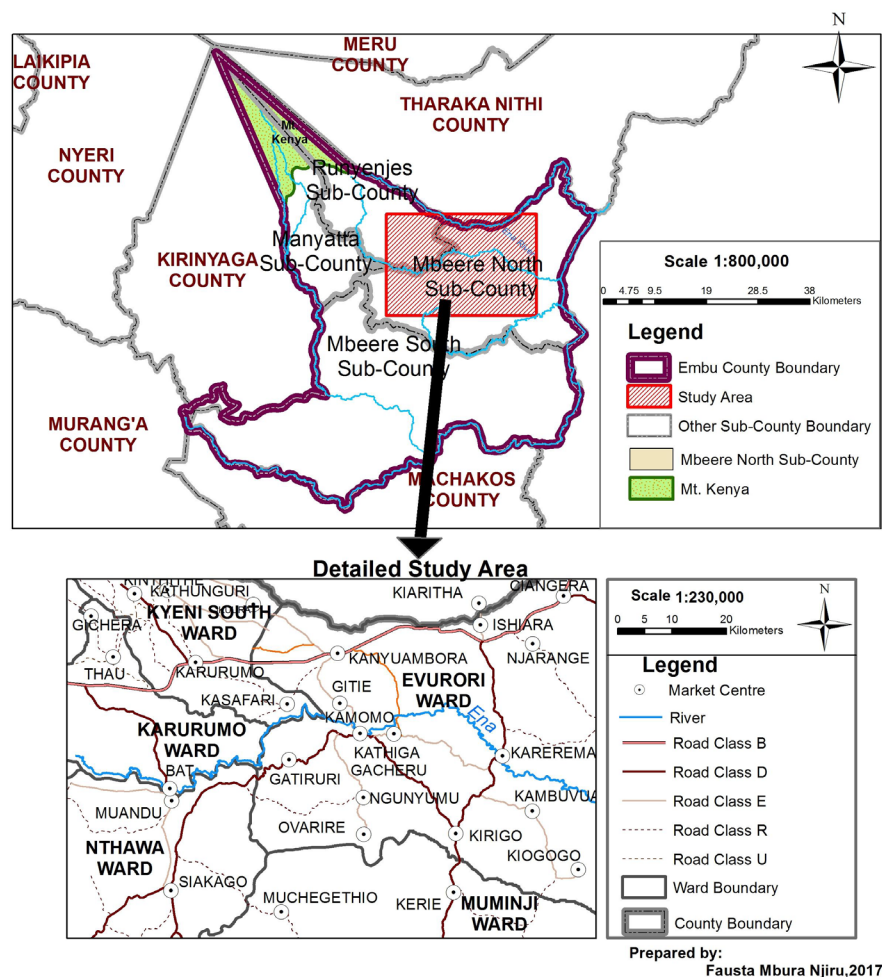 N
MERU
COUNTY
LAIKIPIA
COUNTY
THARAKA NITHI
COUNTY
Mt.
Kenya
NYERI
COUNTY
Runyenjes
Sub-County
Ena River
Manyatta
Sub-County
KIRINYAGA
COUNTY
Mbeere North
Sub-County
Mbeere South
Sub-County
MURANG'A
COUNTY
MACHAKOS
COUNTY
Scale 1:800,000
0 4.75 9.5 19 28.5 38
Kilometers
Legend
Embu County Boundary
Study Area
Other Sub-County Boundary
Mbeere North Sub-County
Mt. Kenya
Detailed Study Area
KATHUNGURI
KIARITHA
CIANGERA
KYENI SOUTH
WARD
GICHERA
ISHIARA
THAU
KARURUMO
KANYUAMBORA
NJARANGE
GITIE
EVURORI
WARD
KASAFARI
KAMOMO
Ena
KARURUMO
WARD
KATHIGA
GACHERU
KAREREMA
BAT
GATIRURI
MUANDU
NGUNYUMU
KAMBUVUA
OVARIRE
KIRIGO
NTHAWA
WARD
KIOGOGO
SIAKAGO
MUCHEGETHIO
KERIE
MUMINJI
WARD
Scale 1:230,000
N
0 5 10 20
Kilometers
Legend
Market Centre
River
Road Class B
Road Class D
Road Class E
Road Class R
Road Class U
Ward Boundary
County Boundary
Prepared by:
Fausta Mbura Njiru,2017